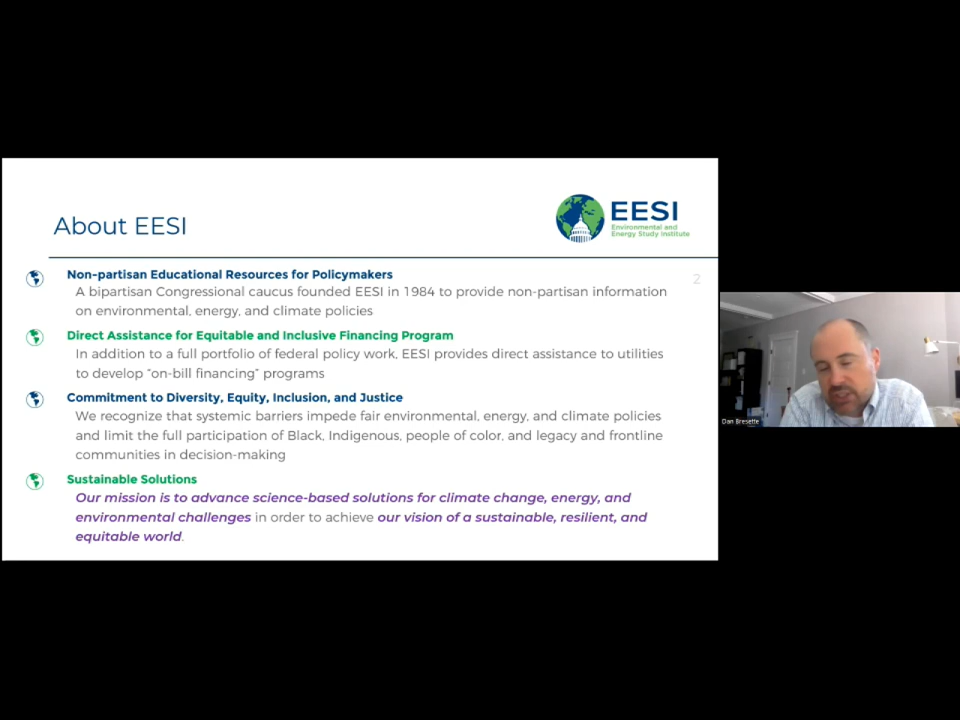 About EESI
EESI
Environmental and
Energy Study Institute
2
Non-partisan Educational Resources for Policymakers
A bipartisan Congressional caucus founded EESI in 1984 to provide non-partisan information
on environmental, energy, and climate policies
Direct Assistance for Equitable and Inclusive Financing Program
In addition to a full portfolio of federal policy work, EESI provides direct assistance to utilities
to develop “on-bill financing” programs
Commitment to Diversity, Equity, Inclusion, and Justice
We recognize that systemic barriers impede fair environmental, energy, and climate policies
and limit the full participation of Black, Indigenous, people of color, and legacy and frontline
communities in decision-making
Sustainable Solutions
Our mission is to advance science-based solutions for climate change, energy, and
environmental challenges in order to achieve our vision of a sustainable, resilient, and
equitable world.
Dan Bresette